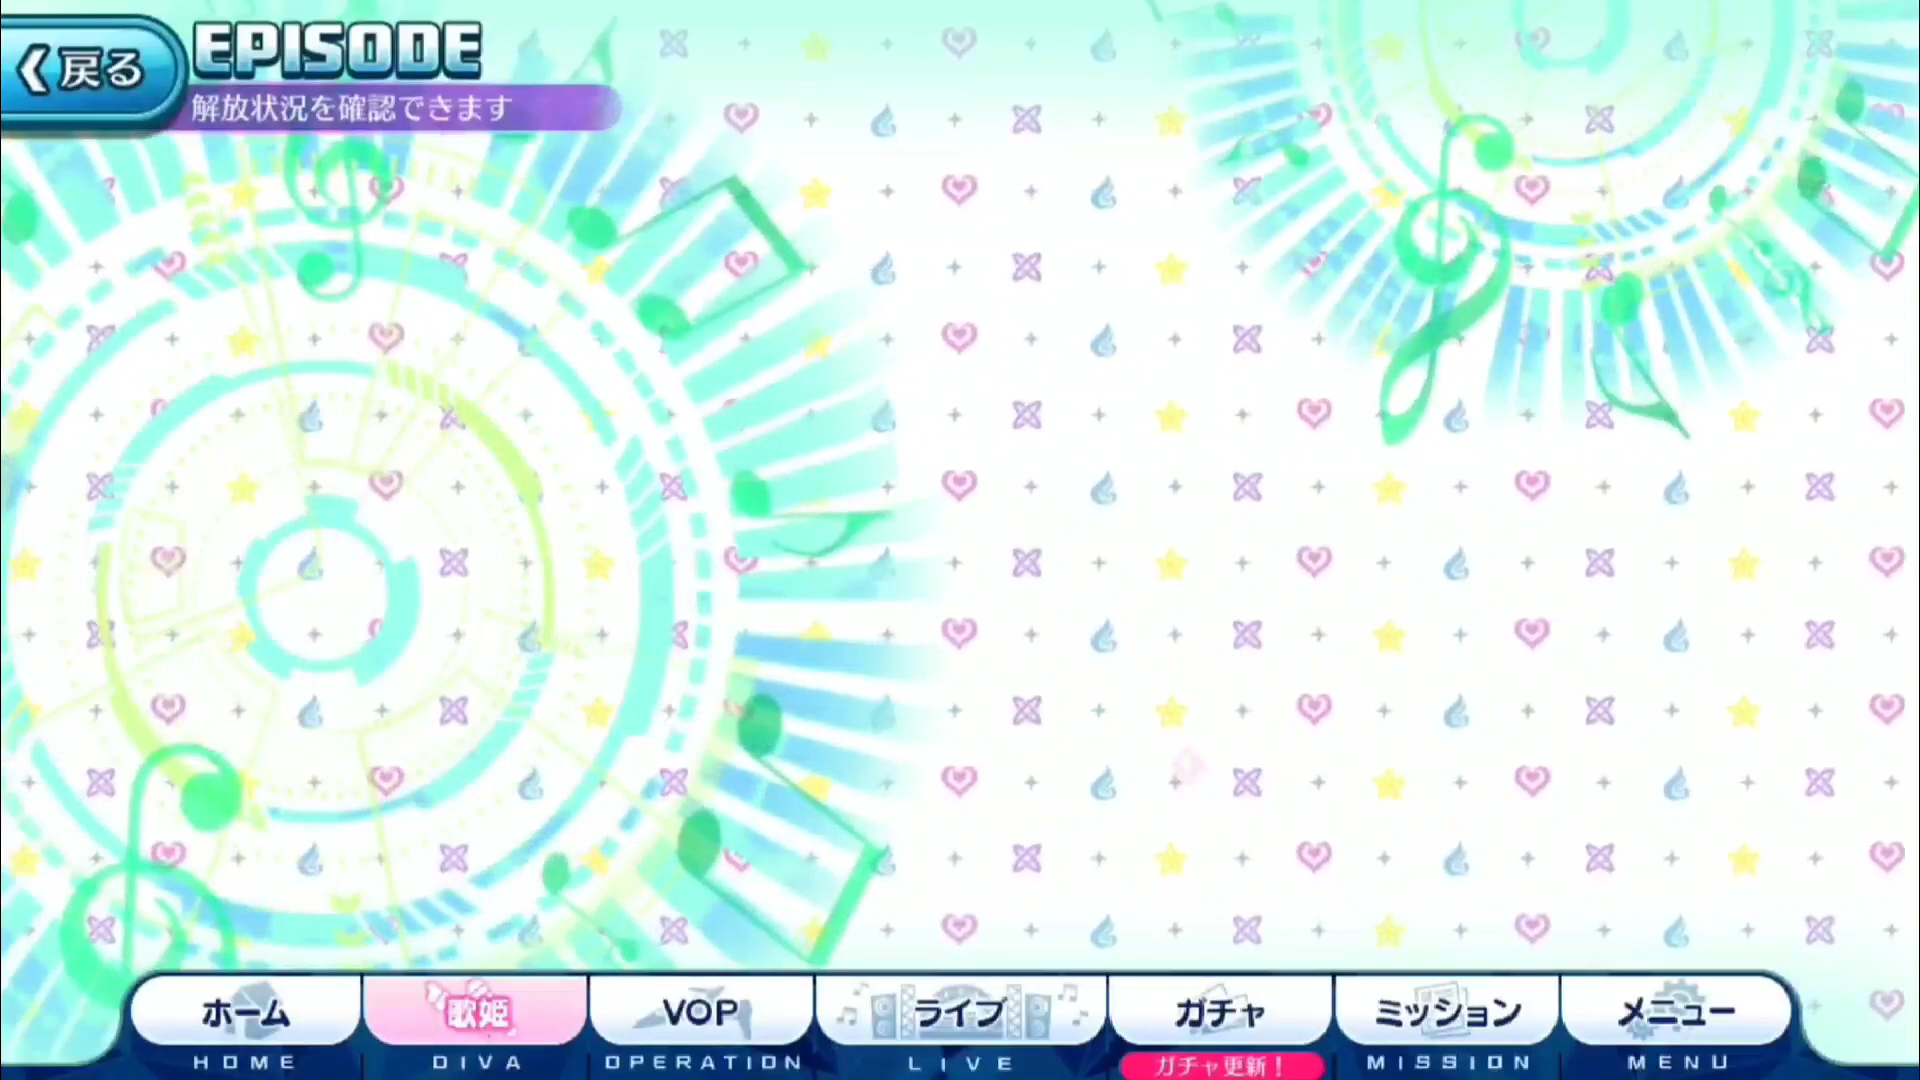 戻る
EPISODE
解放状況を確認できます
ホーム
歌姫
VOP
ライブ
ガチャ
ミッション
メニュー
HOME
DIVA
OPERATION
LIVE
ガチャ更新！
MISSION
MENU